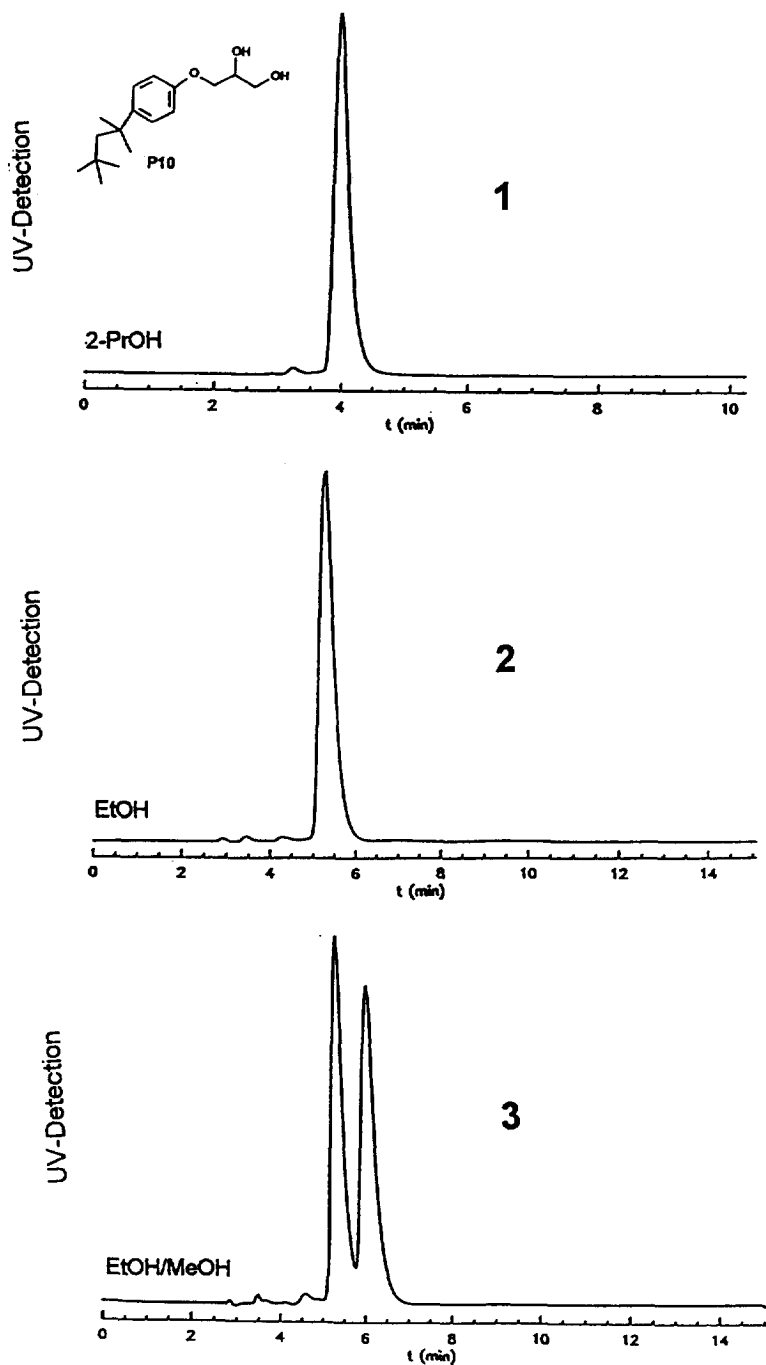 OH
O
OH
P10
UV-Detection
1
2-PrOH
0 2 4 6 8 10
t (min)
UV-Detection
2
EtOH
0 2 4 6 8 10 12 14
t (min)
UV-Detection
3
EtOH/MeOH
0 2 4 6 8 10 12 14
t (min)